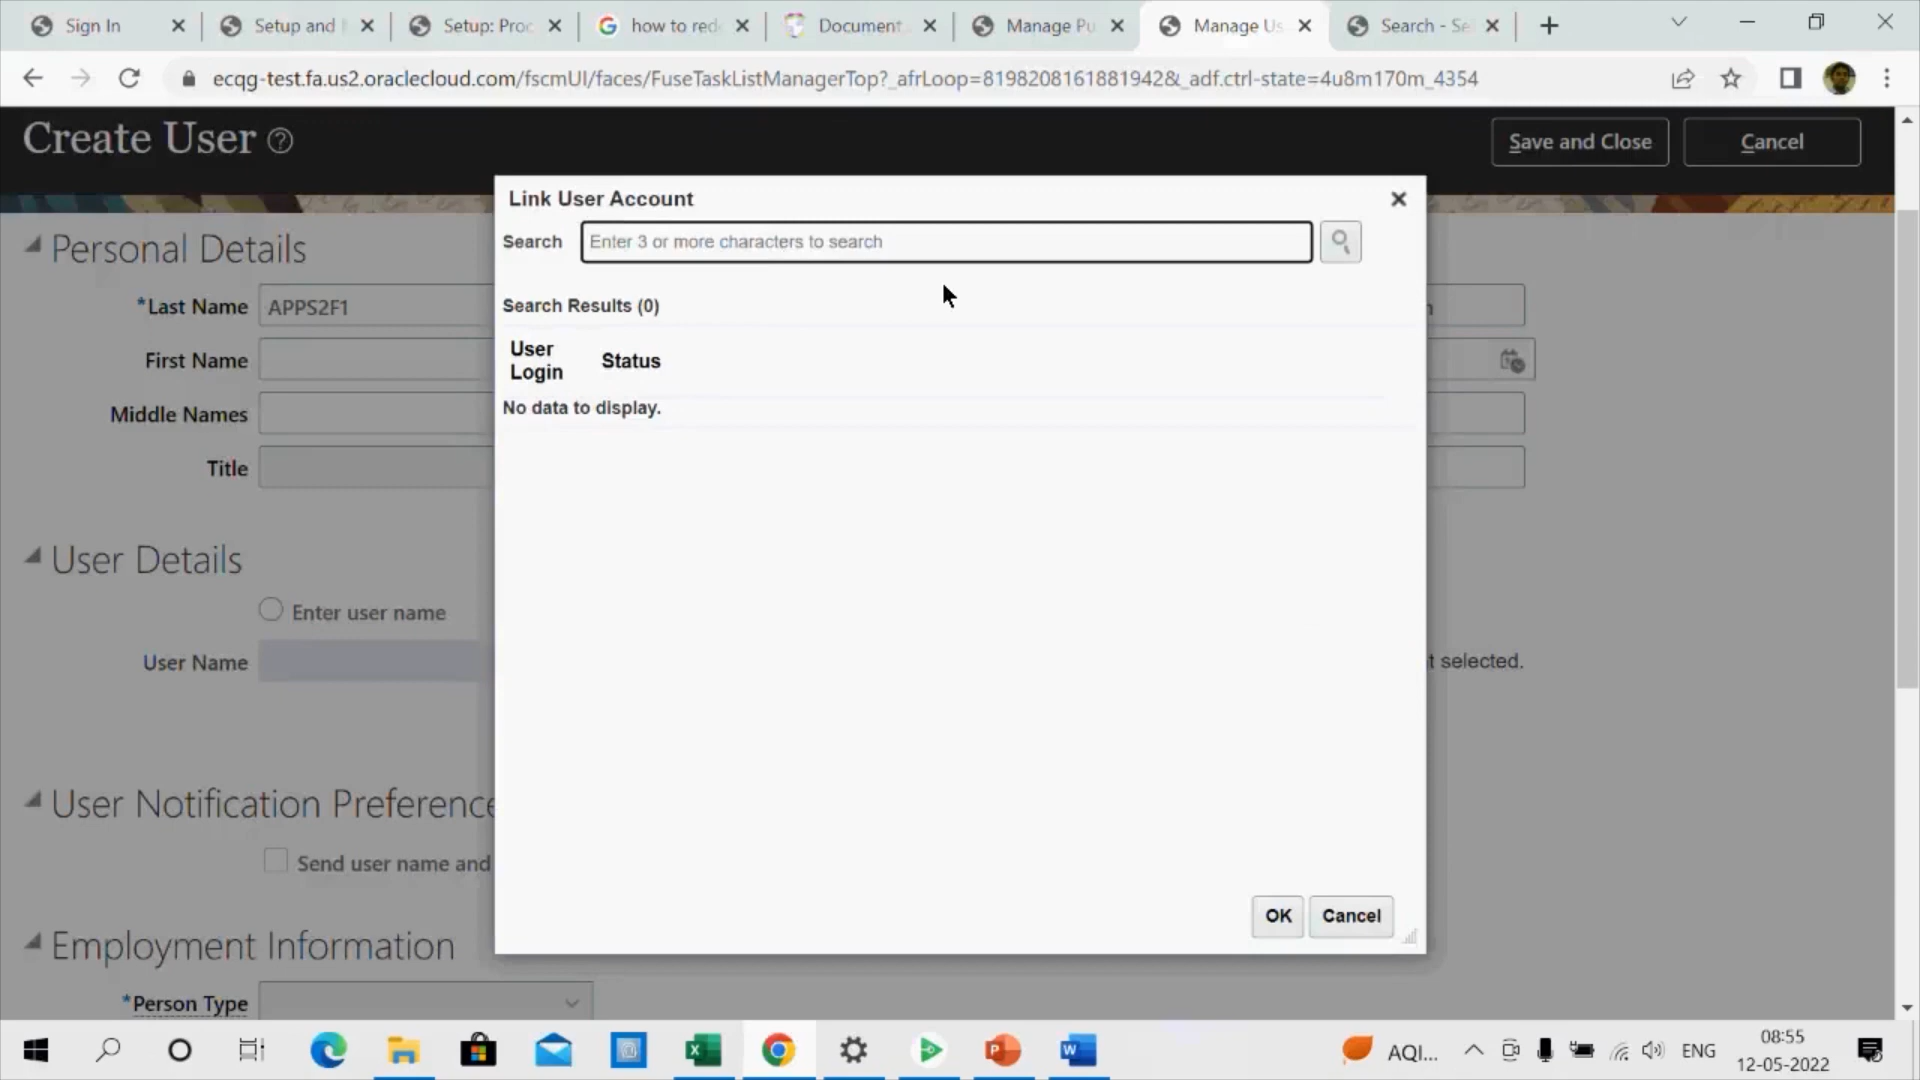 Sign In
Setup and
Setup: Proc
how to red
Document
Manage Pu
Manage Us
Search - Se
ecqg-test.fa.us2.oraclecloud.com/fscmUI/faces/FuseTaskListManagerTop?_afrLoop=8198208161881942&_adf.ctrl-state=4u8m170m_4354
Create User
Save and Close
Cancel
Link User Account
Search
Enter 3 or more characters to search
Search Results (0)
User Login
Status
No data to display.
OK
Cancel
Personal Details
*Last Name
APPS2F1
First Name
Middle Names
Title
User Details
Enter user name
User Name
t selected.
User Notification Preference
Send user name and
Employment Information
*Person Type
AQI...
ENG
08:55
12-05-2022